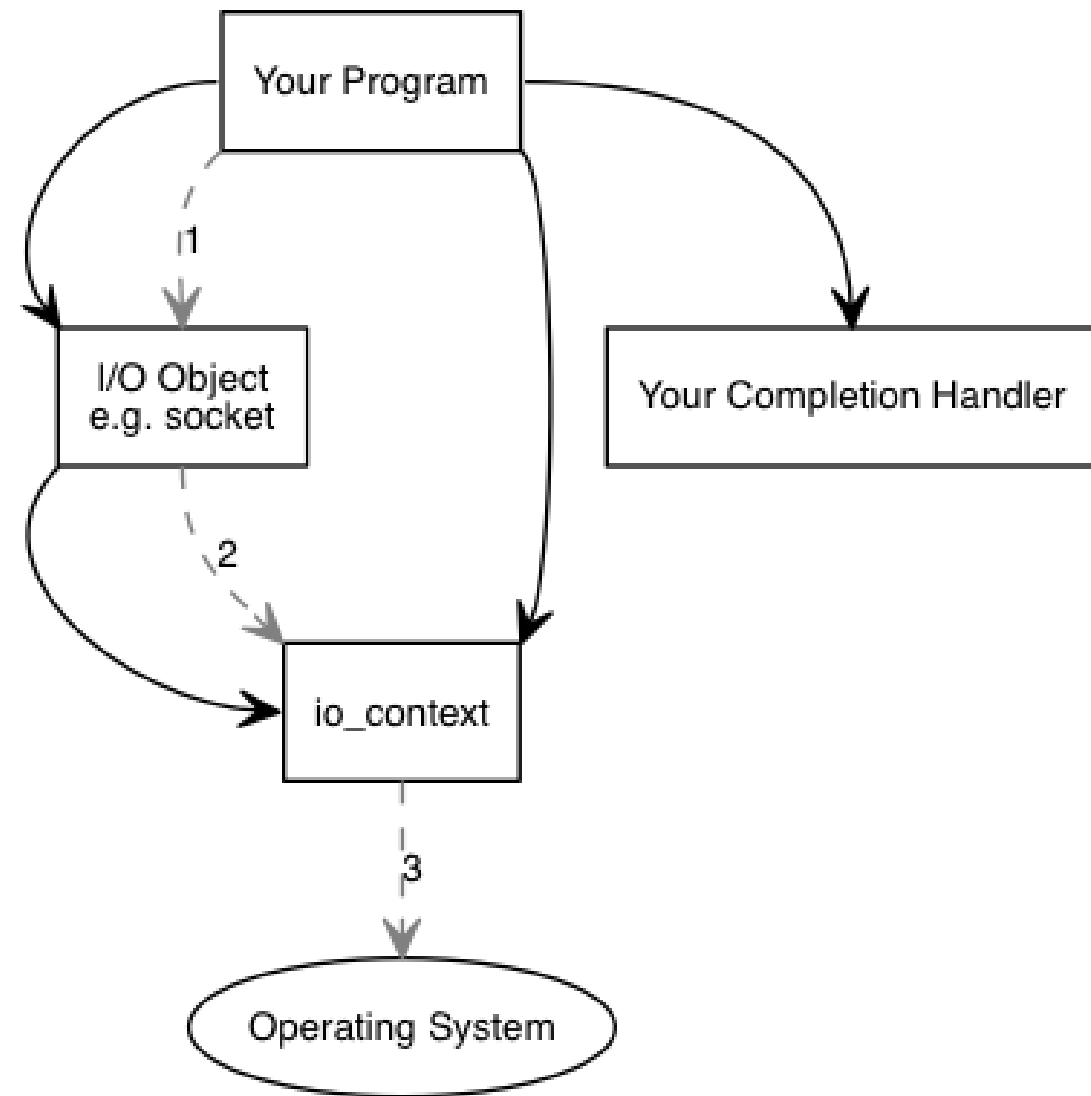 Your Program
1
I/O Object
e.g. socket
Your Completion Handler
2
io_context
3
Operating System